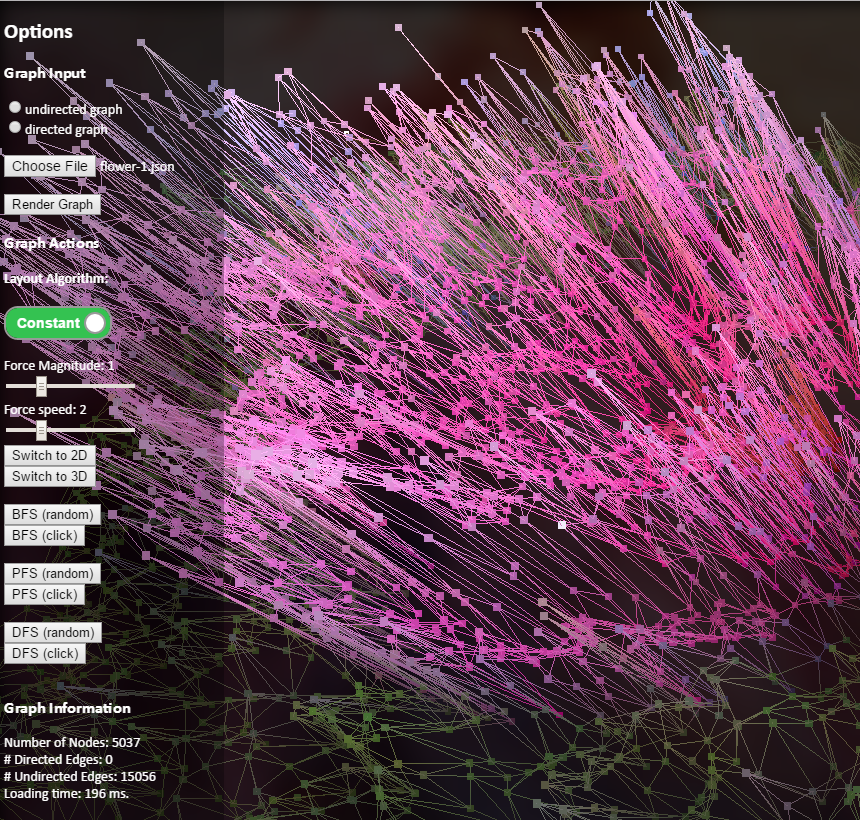 Options
Graph Input
undirected graph
directed graph
Choose File flower-1.json
Render Graph
Graph Actions
Layout Algorithm:
Constant
Force Magnitude: 1
Force speed: 2
Switch to 2D
Switch to 3D
BFS (random)
BFS (click)
PFS (random)
PFS (click)
DFS (random)
DFS (click)
Graph Information
Number of Nodes: 5037
# Directed Edges: 0
# Undirected Edges: 15056
Loading time: 196 ms.